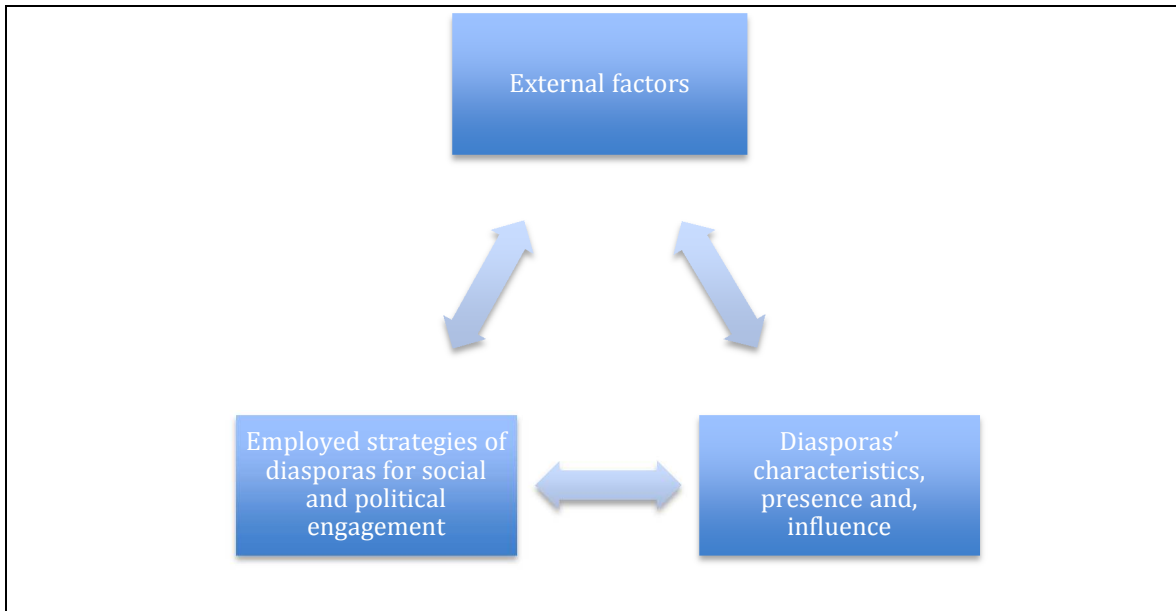 External factors
Employed strategies of
diasporas for social
and political
engagement
Diasporas’
characteristics,
presence and,
influence